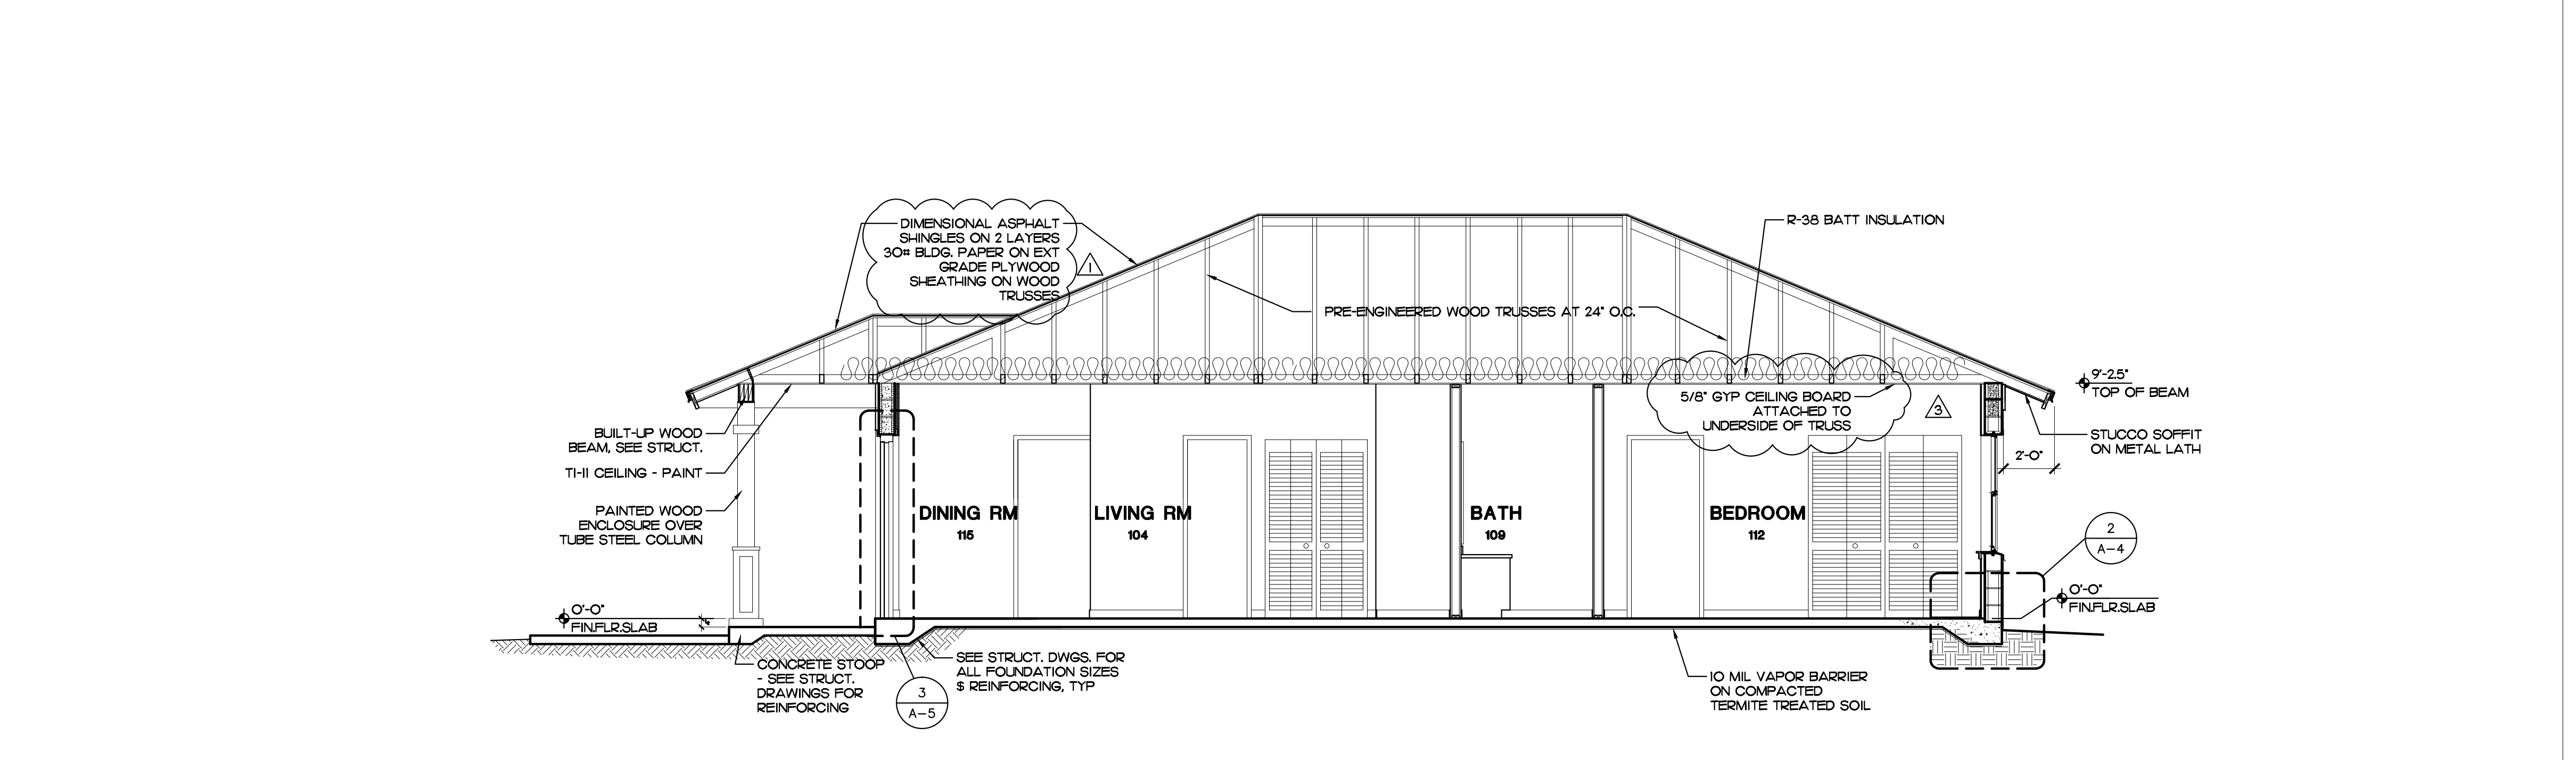 DIMENSIONAL ASPHALT
SHINGLES ON 2 LAYERS
30# BLDG. PAPER ON EXT
GRADE PLYWOOD
SHEATHING ON WOOD
TRUSSES
1
R-38 BATT INSULATION
PRE-ENGINEERED WOOD TRUSSES AT 24" O.C.
9'-2.5"
TOP OF BEAM
5/8" GYP CEILING BOARD
ATTACHED TO
UNDERSIDE OF TRUSS
3
STUCCO SOFFIT
ON METAL LATH
2'-0"
BUILT-UP WOOD
BEAM, SEE STRUCT.
T1-11 CEILING - PAINT
PAINTED WOOD
ENCLOSURE OVER
TUBE STEEL COLUMN
DINING RM
115
LIVING RM
104
BATH
109
BEDROOM
112
2
A-4
0'-0"
FIN.FLR.SLAB
0'-0"
FIN.FLR.SLAB
CONCRETE STOOP
- SEE STRUCT.
DRAWINGS FOR
REINFORCING
3
A-5
SEE STRUCT. DWGS. FOR
ALL FOUNDATION SIZES
$ REINFORCING, TYP
10 MIL VAPOR BARRIER
ON COMPACTED
TERMITE TREATED SOIL